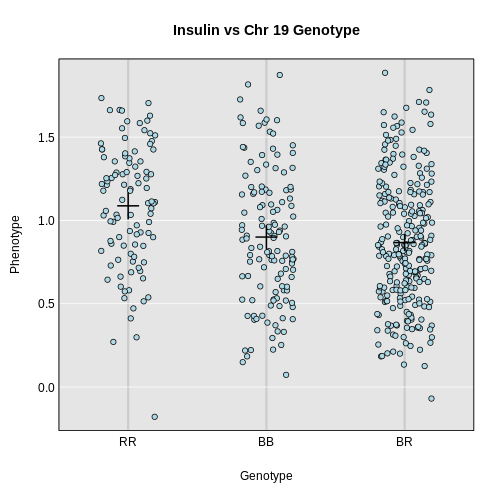 Insulin vs Chr 19 Genotype
Phenotype
1.5
1.0
0.5
0.0
RR BB BR
Genotype